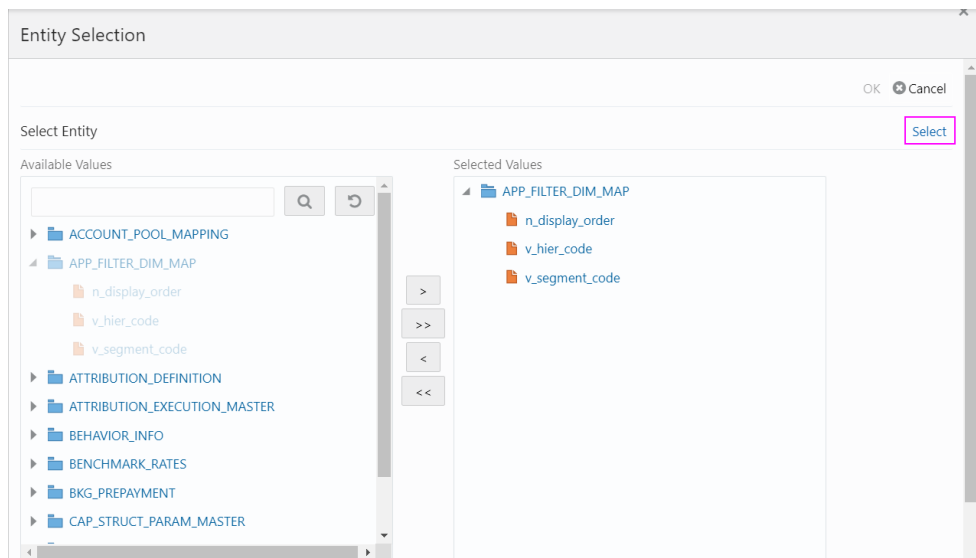 Entity Selection
OK Cancel
Select Entity
Select
Available Values
Selected Values
ACCOUNT_POOL_MAPPING
APP_FILTER_DIM_MAP
n_display_order
v_hier_code
v_segment_code
ATTRIBUTION_DEFINITION
ATTRIBUTION_EXECUTION_MASTER
BEHAVIOR_INFO
BENCHMARK_RATES
BKG_PREPAYMENT
CAP_STRUCT_PARAM_MASTER
>
>>
<
<<
APP_FILTER_DIM_MAP
n_display_order
v_hier_code
v_segment_code